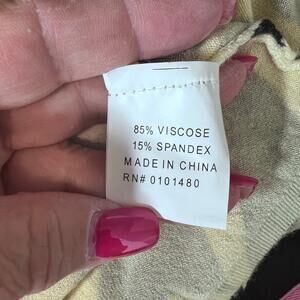 85% VISCOSE
15% SPANDEX
MADE IN CHINA
RN# 0101480